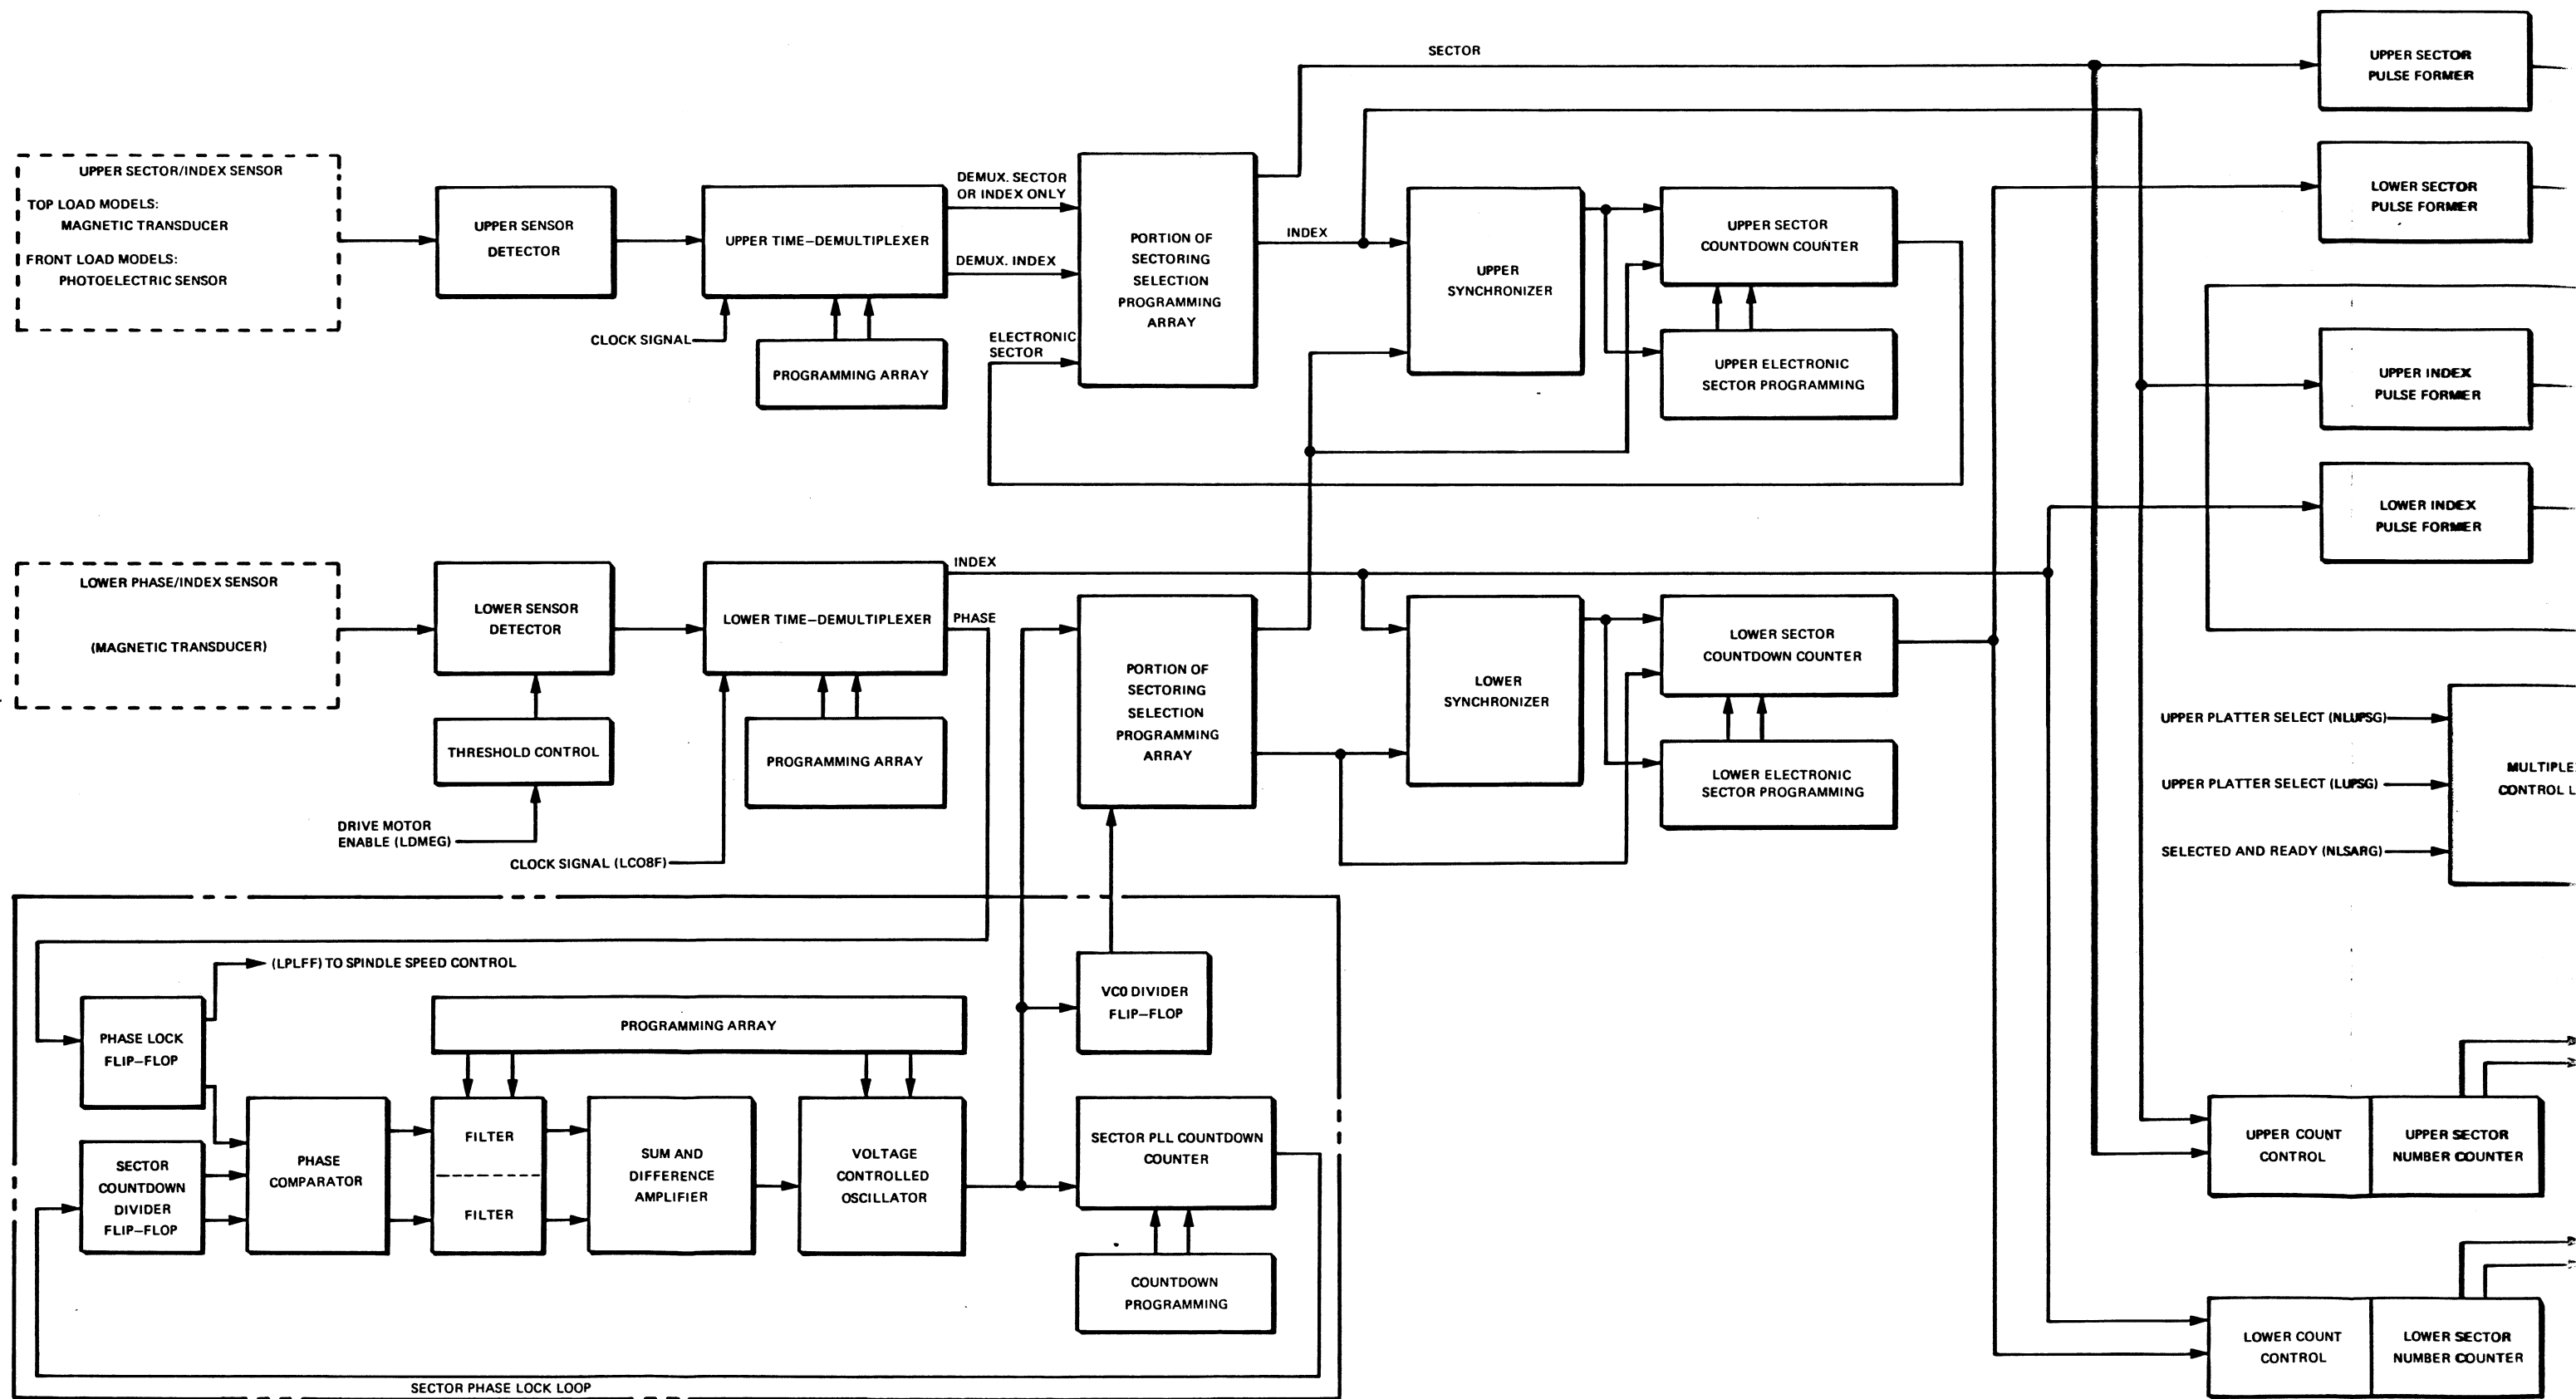 SECTOR
UPPER SECTOR
PULSE FORMER
UPPER SECTOR/INDEX SENSOR
TOP LOAD MODELS:
MAGNETIC TRANSDUCER
FRONT LOAD MODELS:
PHOTOELECTRIC SENSOR
UPPER SENSOR
DETECTOR
UPPER TIME-DEMULTIPLEXER
DEMUX. SECTOR
OR INDEX ONLY
DEMUX. INDEX
CLOCK SIGNAL
PROGRAMMING ARRAY
ELECTRONIC
SECTOR
PORTION OF
SECTORING
SELECTION
PROGRAMMING
ARRAY
INDEX
UPPER
SYNCHRONIZER
UPPER SECTOR
COUNTDOWN COUNTER
UPPER ELECTRONIC
SECTOR PROGRAMMING
LOWER SECTOR
PULSE FORMER
UPPER INDEX
PULSE FORMER
LOWER INDEX
PULSE FORMER
LOWER PHASE/INDEX SENSOR
(MAGNETIC TRANSDUCER)
LOWER SENSOR
DETECTOR
LOWER TIME-DEMULTIPLEXER
INDEX
PHASE
THRESHOLD CONTROL
PROGRAMMING ARRAY
DRIVE MOTOR
ENABLE (LDMEG)
CLOCK SIGNAL (LC08F)
PORTION OF
SECTORING
SELECTION
PROGRAMMING
ARRAY
LOWER
SYNCHRONIZER
LOWER SECTOR
COUNTDOWN COUNTER
LOWER ELECTRONIC
SECTOR PROGRAMMING
UPPER PLATTER SELECT (NLUPSG)
UPPER PLATTER SELECT (LUPSG)
SELECTED AND READY (NLSARG)
MULTIPLE
CONTROL L
(LPLFF) TO SPINDLE SPEED CONTROL
PHASE LOCK
FLIP-FLOP
PROGRAMMING ARRAY
VCO DIVIDER
FLIP-FLOP
SECTOR
COUNTDOWN
DIVIDER
FLIP-FLOP
PHASE
COMPARATOR
FILTER
FILTER
SUM AND
DIFFERENCE
AMPLIFIER
VOLTAGE
CONTROLLED
OSCILLATOR
SECTOR PLL COUNTDOWN
COUNTER
COUNTDOWN
PROGRAMMING
SECTOR PHASE LOCK LOOP
UPPER COUNT
CONTROL
UPPER SECTOR
NUMBER COUNTER
LOWER COUNT
CONTROL
LOWER SECTOR
NUMBER COUNTER